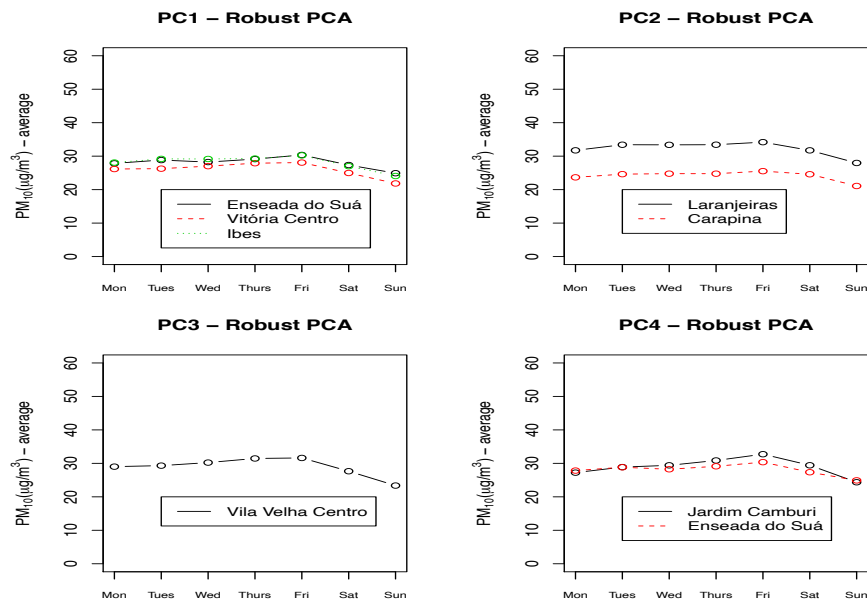 PC1 – Robust PCA
PM10(ug/m3) – average
60
50
40
30
20
10
0
Enseada do Suá
Vitória Centro
Ibes
Mon Tues Wed Thurs Fri Sat Sun
PC2 – Robust PCA
PM10(ug/m3) – average
60
50
40
30
20
10
0
Laranjeiras
Carapina
Mon Tues Wed Thurs Fri Sat Sun
PC3 – Robust PCA
PM10(ug/m3) – average
60
50
40
30
20
10
0
Vila Velha Centro
Mon Tues Wed Thurs Fri Sat Sun
PC4 – Robust PCA
PM10(ug/m3) – average
60
50
40
30
20
10
0
Jardim Camburi
Enseada do Suá
Mon Tues Wed Thurs Fri Sat Sun